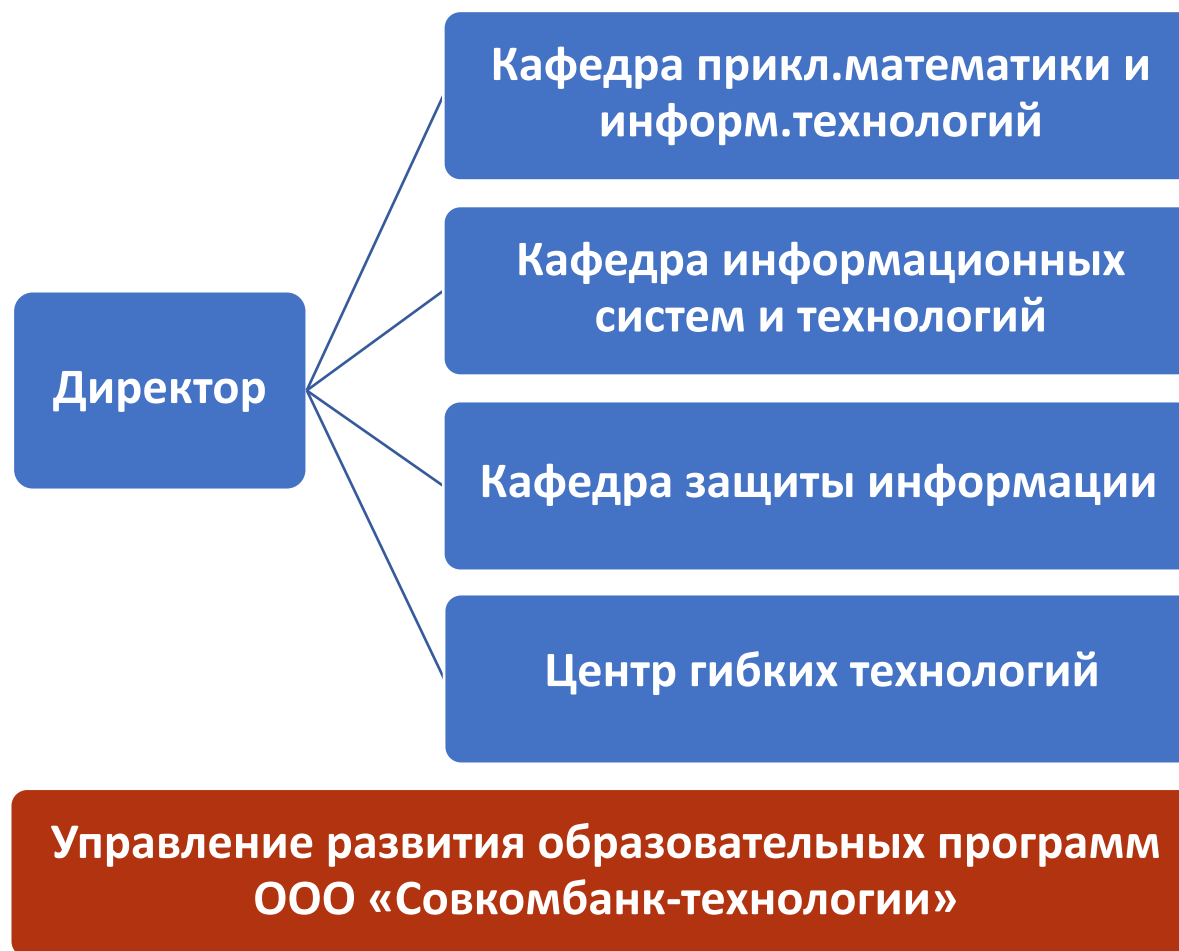 Кафедра прикл.математики и
информ.технологий
Кафедра информационных
систем и технологий
Директор
Кафедра защиты информации
Центр гибких технологий
Управление развития образовательных программ
ООО «Совкомбанк-технологии»